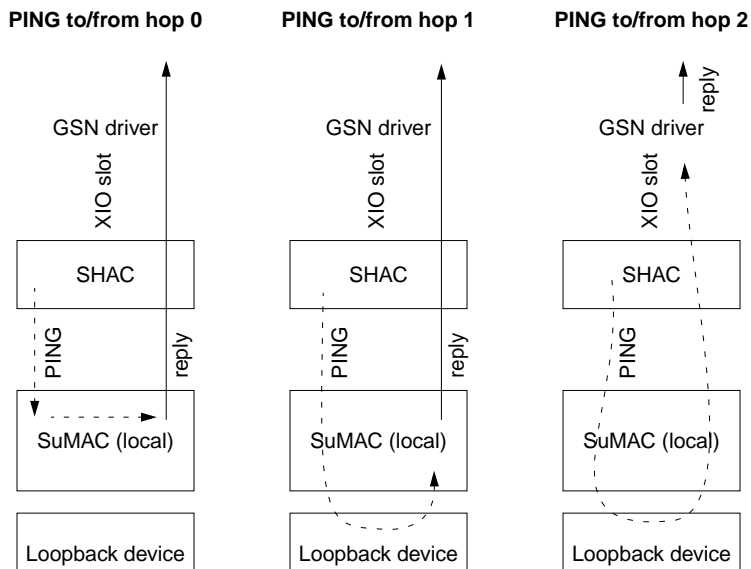 PING to/from hop 0
GSN driver
XIO slot
SHAC
PING
reply
SuMAC (local)
Loopback device
PING to/from hop 1
GSN driver
XIO slot
SHAC
PING
reply
SuMAC (local)
Loopback device
PING to/from hop 2
reply
GSN driver
XIO slot
SHAC
PING
SuMAC (local)
Loopback device